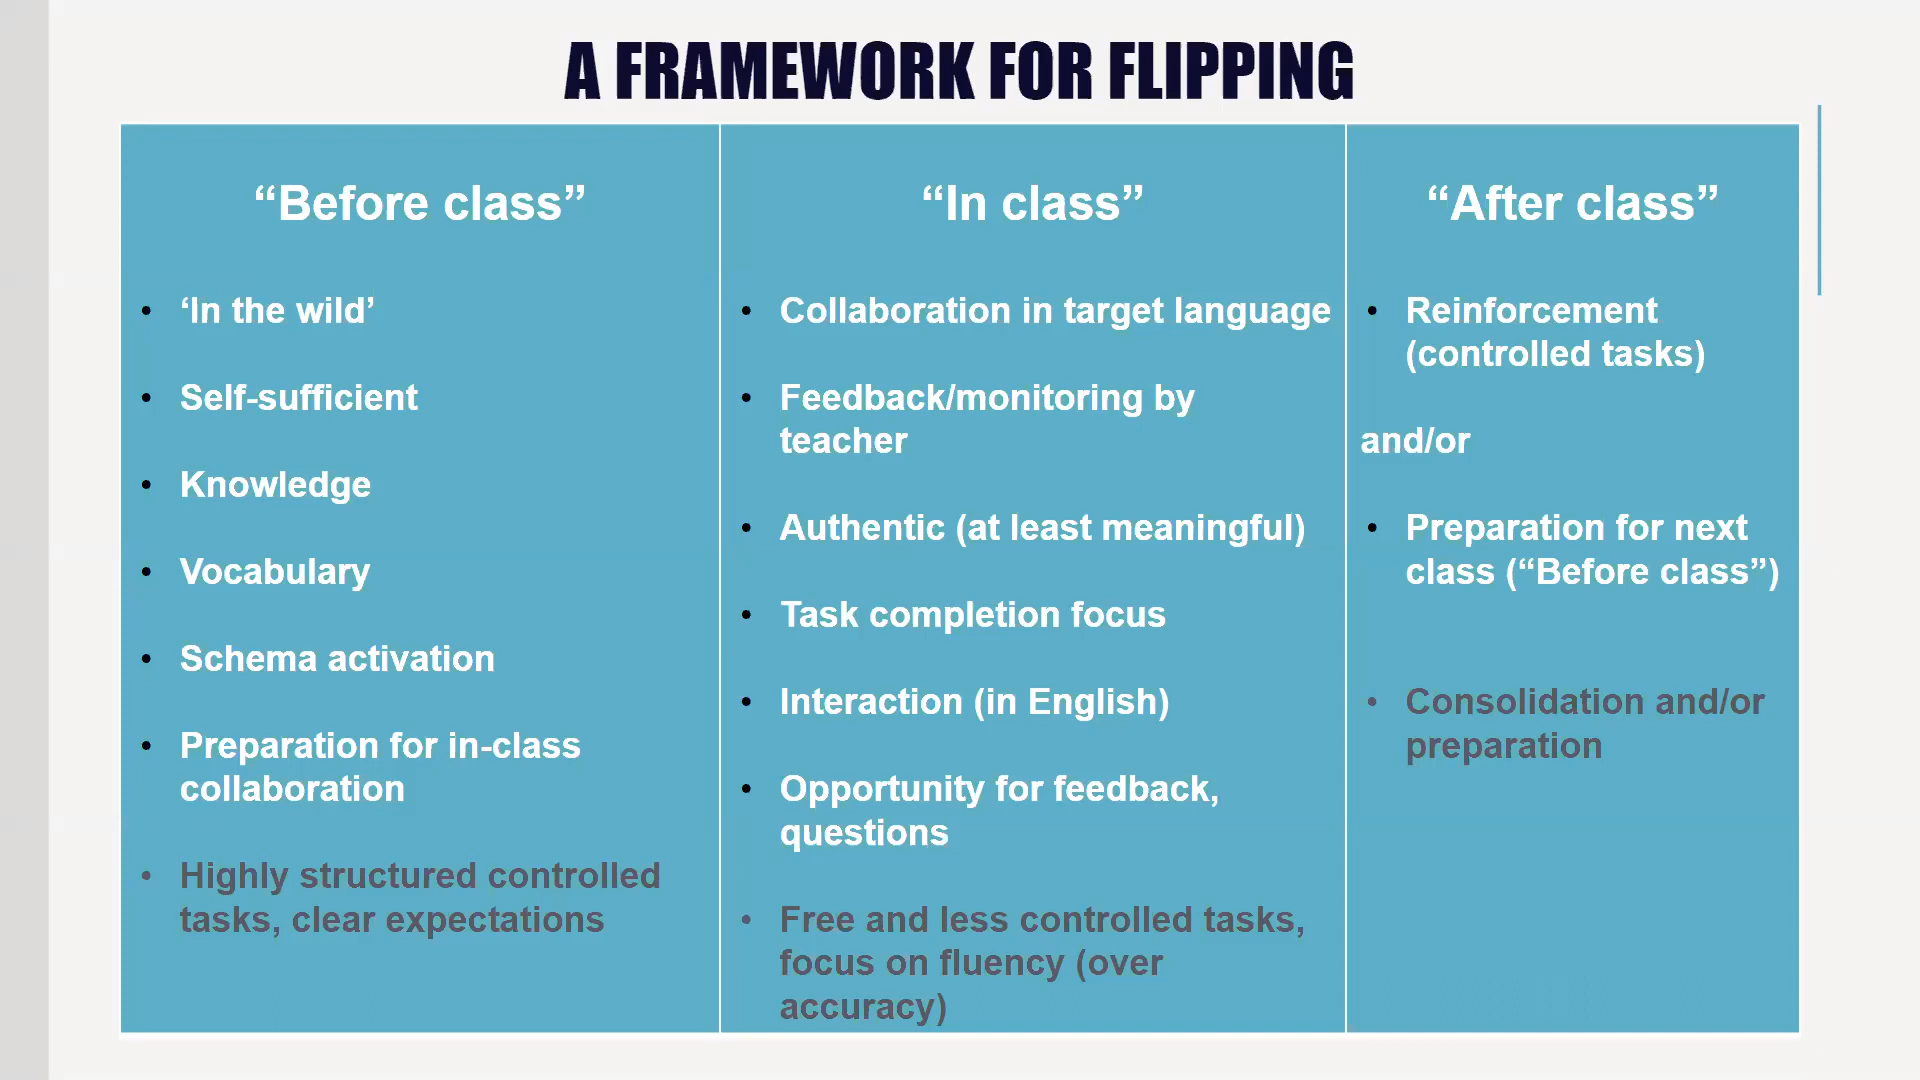 A FRAMEWORK FOR FLIPPING
“Before class”
• ‘In the wild’
• Self-sufficient
• Knowledge
• Vocabulary
• Schema activation
• Preparation for in-class
collaboration
• Highly structured controlled
tasks, clear expectations
“In class”
• Collaboration in target language
• Feedback/monitoring by
teacher
• Authentic (at least meaningful)
• Task completion focus
• Interaction (in English)
• Opportunity for feedback,
questions
• Free and less controlled tasks,
focus on fluency (over
accuracy)
“After class”
• Reinforcement
(controlled tasks)
and/or
• Preparation for next
class (“Before class”)
• Consolidation and/or
preparation